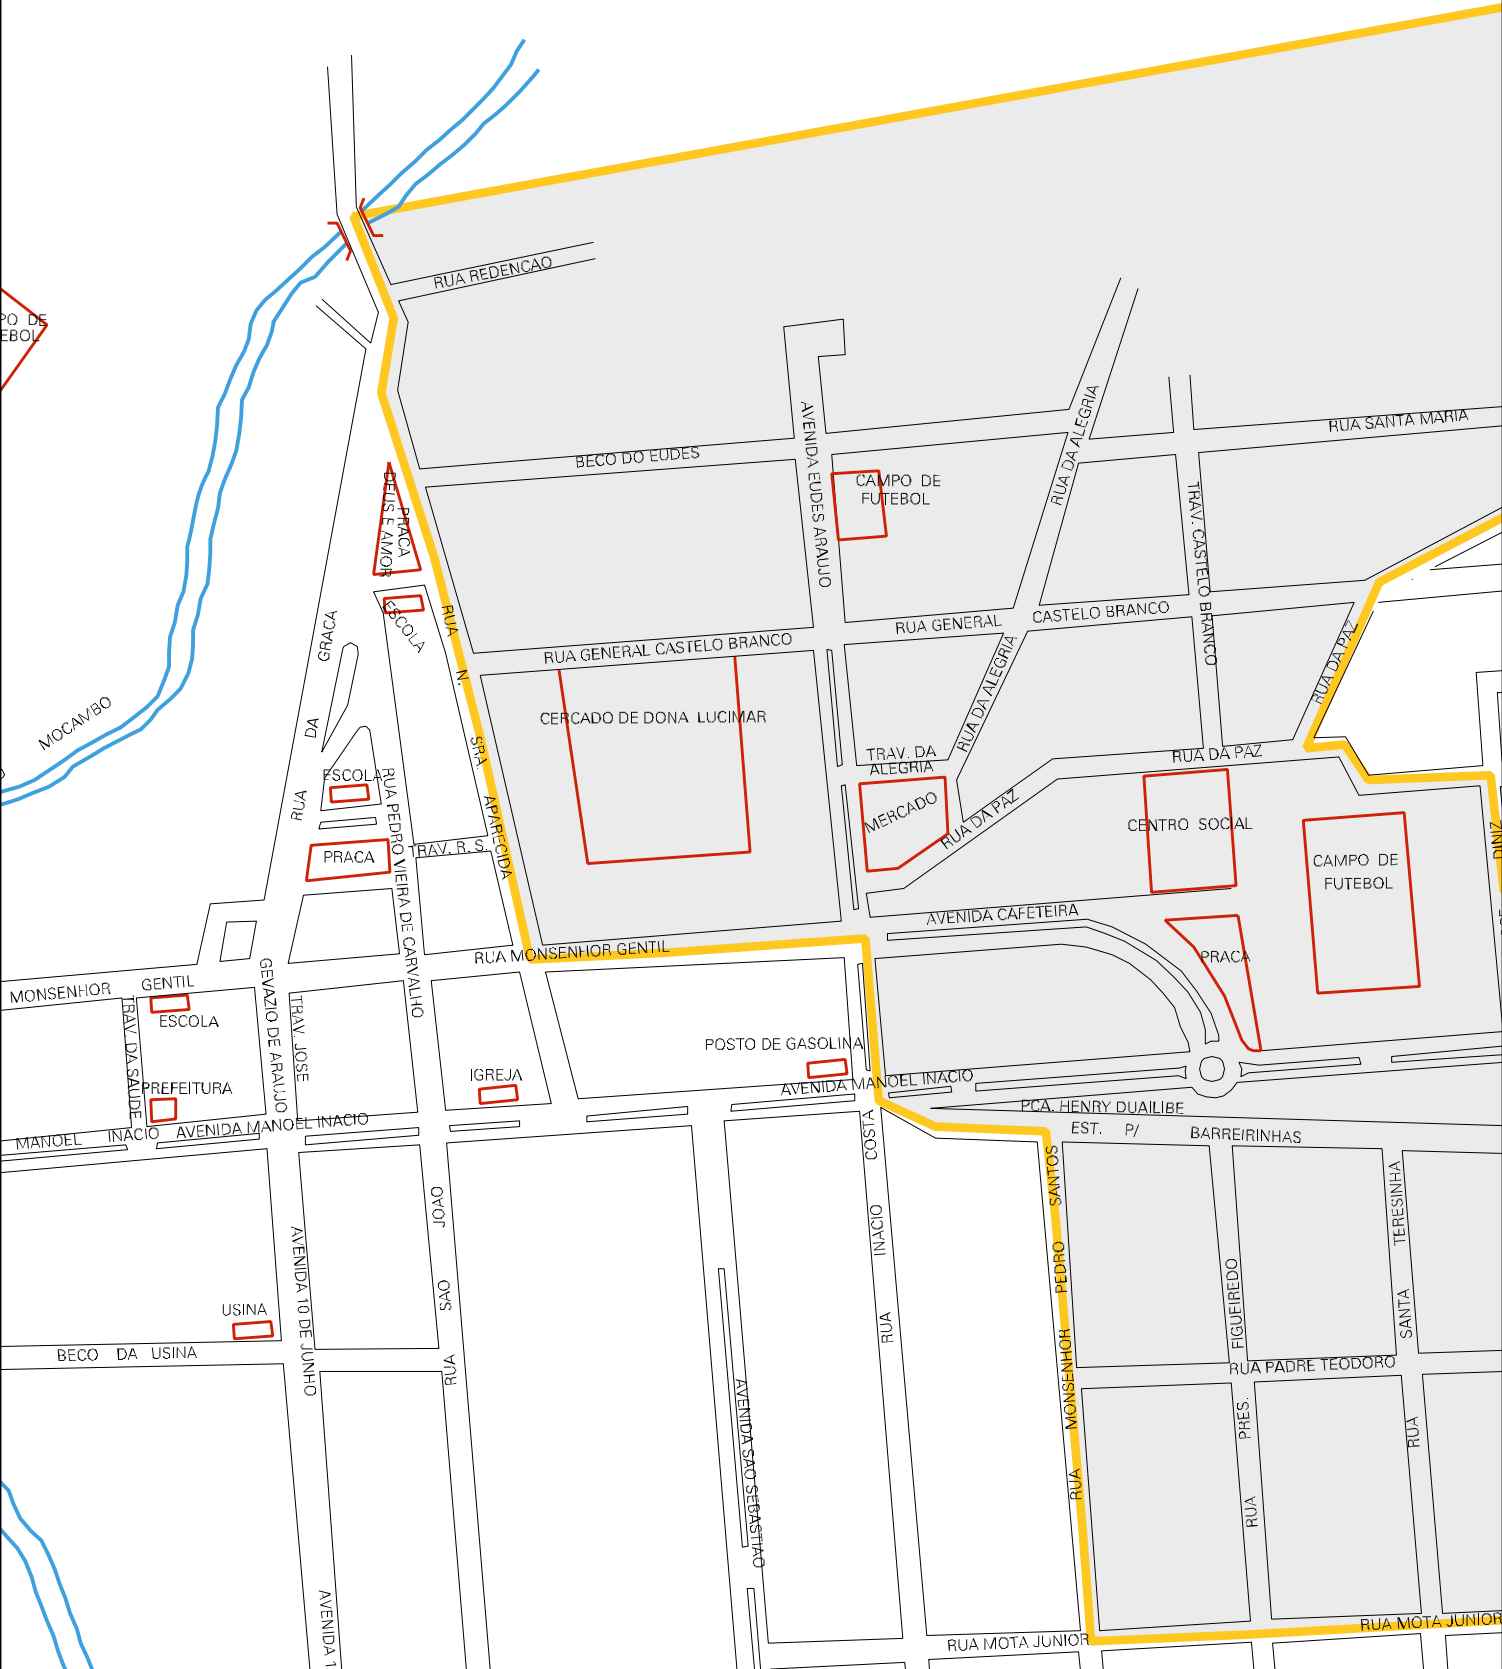 RUA REDENCAO
PO DE
EBOL
RUA SANTA MARIA
BECO DO EUDES
AVENIDA EUDES ARAUJO
CAMPO DE
FUTEBOL
RUA DA ALEGRIA
TRAV. CASTELO BRANCO
PRACA
DEUS E AMOR
ESCOLA
RUA GENERAL CASTELO BRANCO
RUA GENERAL CASTELO BRANCO
RUA DA GRACA
RUA N. SRA. APARECIDA
RUA DA ALEGRIA
RUA DA PAZ
MOCAMBO
CERCADO DE DONA LUCIMAR
TRAV. DA
ALEGRIA
RUA DA PAZ
ESCOLA
RUA PEDRO VIEIRA DE CARVALHO
MERCADO
RUA DA PAZ
CENTRO SOCIAL
CAMPO DE
FUTEBOL
DINIZ
PRACA
TRAV. R. S.
AVENIDA CAFETEIRA
RUA MONSENHOR GENTIL
PRACA
MONSENHOR GENTIL
ESCOLA
TRAV. DA SAUDE
GEVAZIO DE ARAUJO
TRAV. JOSE
POSTO DE GASOLINA
IGREJA
PREFEITURA
AVENIDA MANOEL INACIO
PCA. HENRY DUAILIBE
EST. P/ BARREIRINHAS
MANOEL INACIO
AVENIDA MANOEL INACIO
RUA INACIO COSTA
RUA MONSENHOR PEDRO SANTOS
RUA SANTA TERESINHA
RUA PRES. FIGUEIREDO
RUA SAO JOAO
AVENIDA 10 DE JUNHO
USINA
BECO DA USINA
RUA PADRE TEODORO
AVENIDA SAO SEBASTIAO
AVENIDA 1
RUA MOTA JUNIOR
RUA MOTA JUNIOR